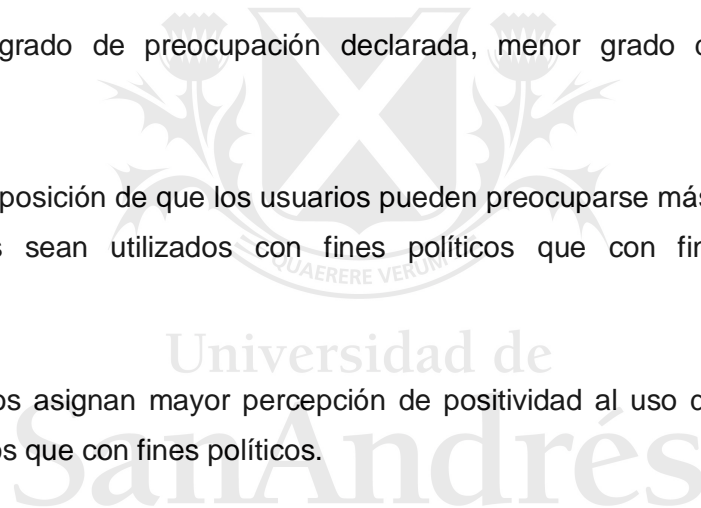 grado de preocupación declarada, menor grado
posición de que los usuarios pueden preocuparse más
sean utilizados con fines políticos que con
QUAERERE VERUM
Universidad de
os asignan mayor percepción de positividad al uso
os que con fines políticos.
SanAndrés